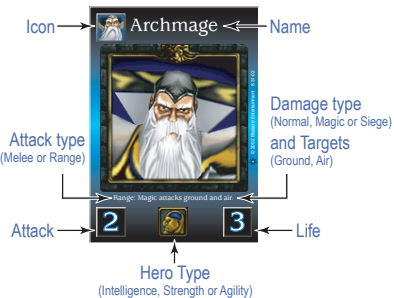 Icon
Archmage
Name
Damage type
(Normal, Magic or Siege)
and Targets
(Ground, Air)
Attack type
(Melee or Range)
Range: Magic attacks ground and air.
Attack
2
3
Life
Hero Type
(Intelligence, Strength or Agility)